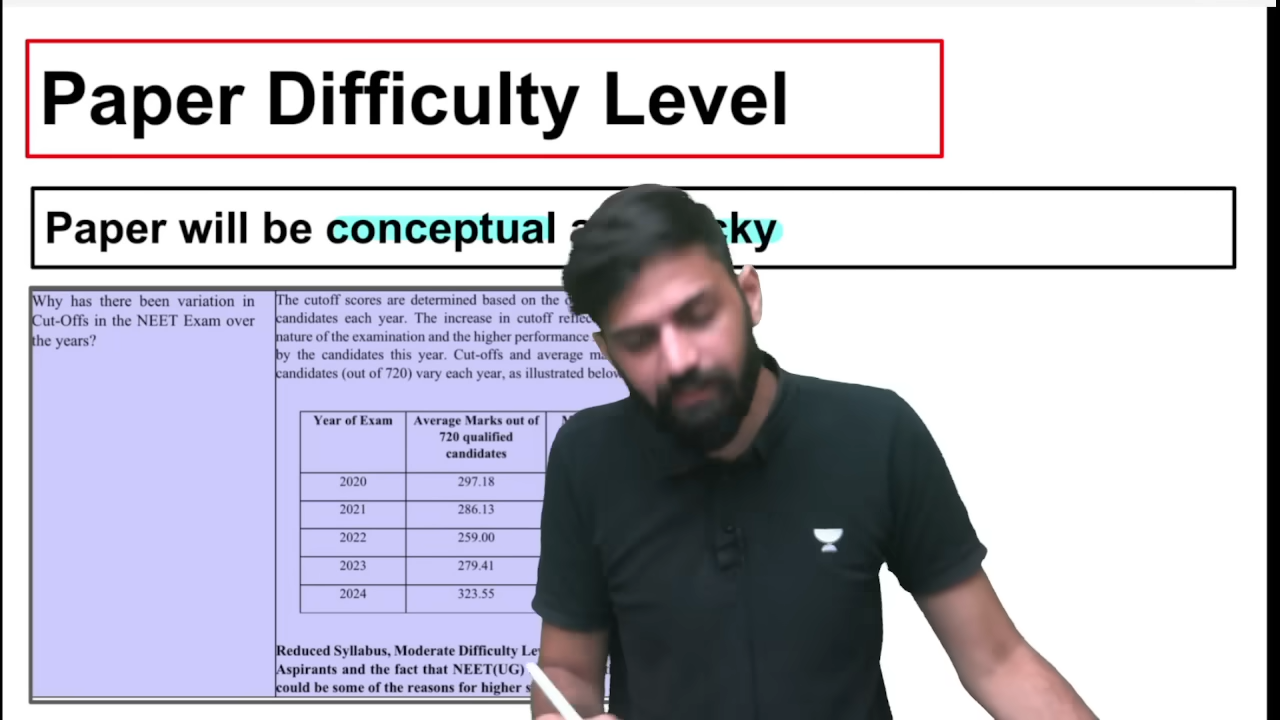 Paper Difficulty Level
Paper will be conceptual
Why has there been variation in
Cut-Offs in the NEET Exam over
the years?
The cutoff scores are determined based on the
candidates each year. The increase in cutoff
nature of the examination and the higher performance
by the candidates this year. Cut-offs and average
candidates (out of 720) vary each year, as illustrated below
Year of Exam
Average Marks out of
720 qualified
candidates
2020 297.18
2021 286.13
2022 259.00
2023 279.41
2024 323.55
Reduced Syllabus, Moderate Difficulty
Aspirants and the fact that NEET(UG)
could be some of the reasons for higher